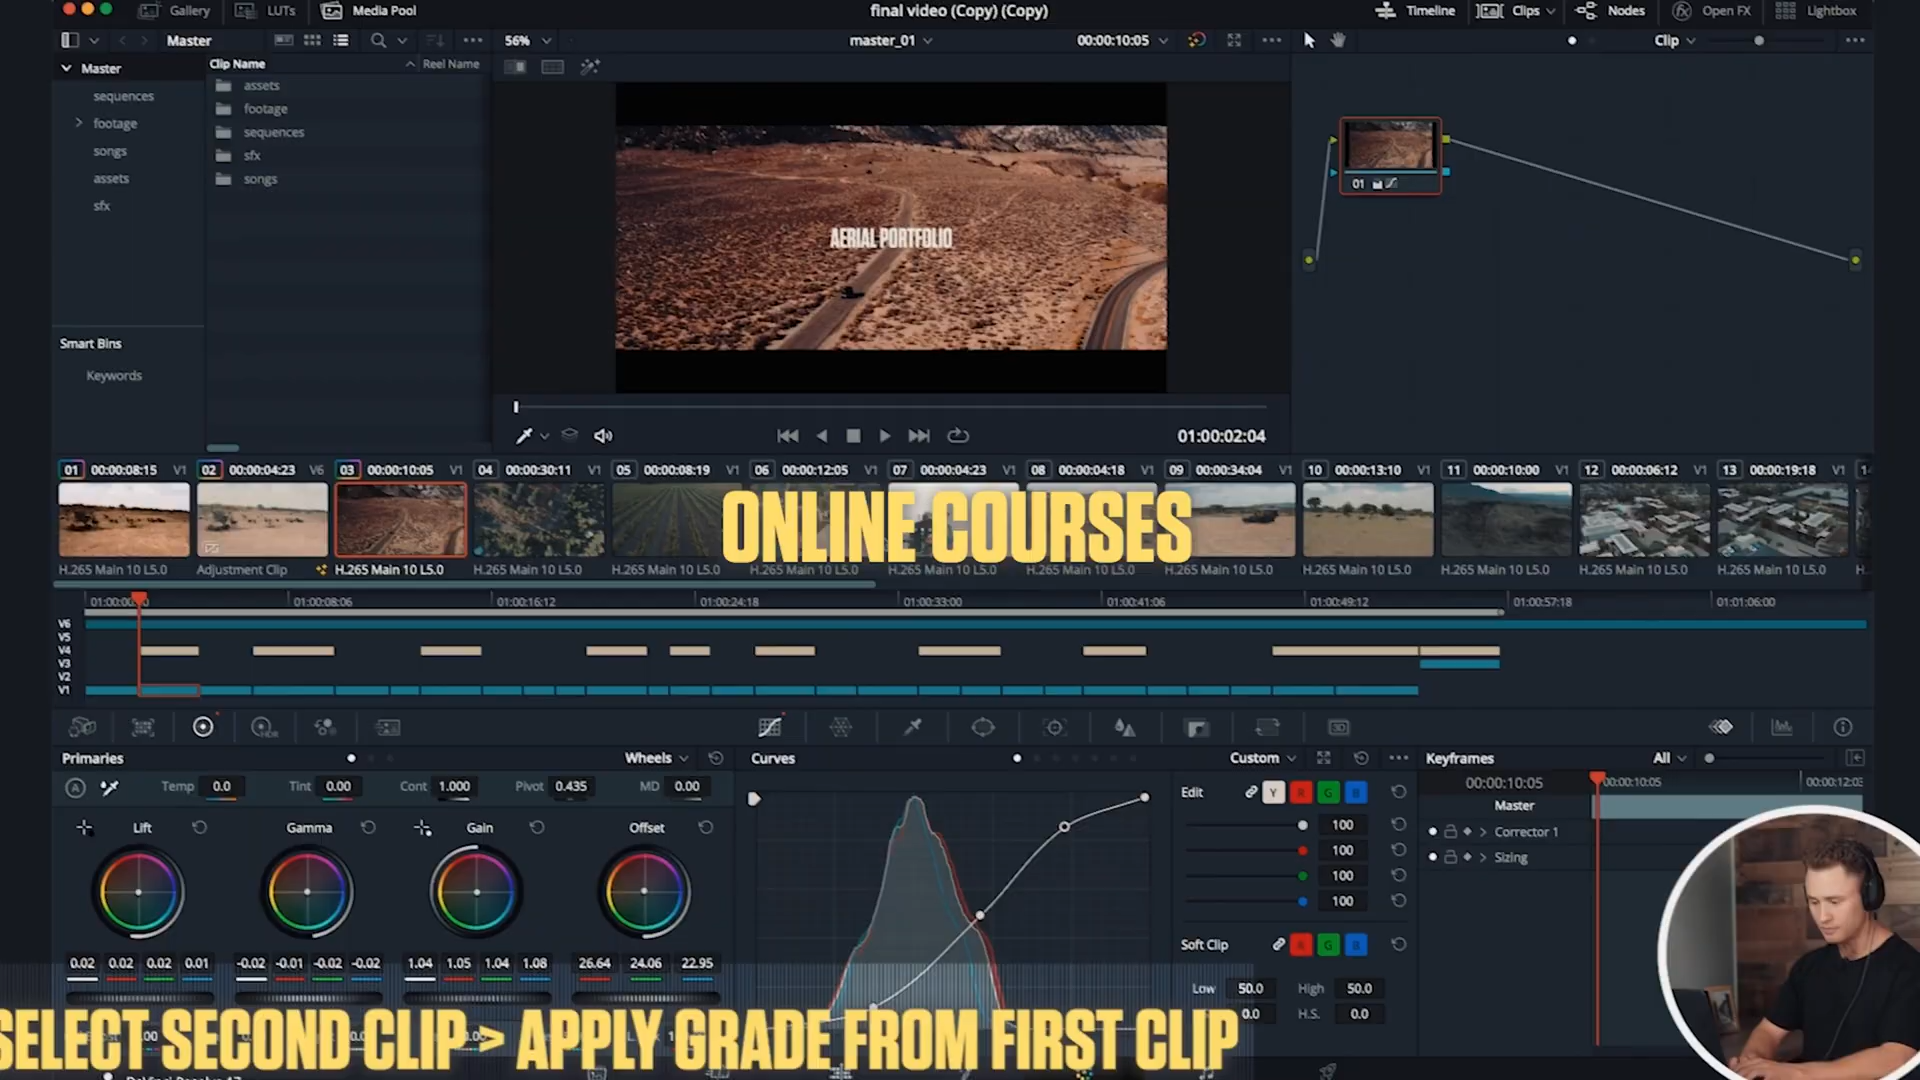 Gallery LUTs Media Pool final video (Copy) (Copy) Timeline Clips Nodes Open FX Lightbox
Master 56% master_01 00:00:10:05 Clip
Master
sequences
footage
songs
assets
sfx
Smart Bins
Keywords
Clip Name Reel Name
assets
footage
sequences
sfx
songs
AERIAL PORTFOLIO
01
01:00:02:04
01 00:00:08:15 V1 02 00:00:04:23 V6 03 00:00:10:05 V1 04 00:00:30:11 V1 05 00:00:08:19 V1 06 00:00:12:05 V1 07 00:00:04:23 V1 08 00:00:04:18 V1 09 00:00:34:04 V1 10 00:00:13:10 V1 11 00:00:10:00 V1 12 00:00:06:12 V1 13 00:00:19:18 V1
ONLINE COURSES
H.265 Main 10 L5.0 Adjustment Clip H.265 Main 10 L5.0 H.265 Main 10 L5.0 H.265 Main 10 L5.0 H.265 Main 10 L5.0 H.265 Main 10 L5.0 H.265 Main 10 L5.0 H.265 Main 10 L5.0 H.265 Main 10 L5.0 H.265 Main 10 L5.0 H.265 Main 10 L5.0 H.265 Main 10 L5.0
01:00:08:06 01:00:16:12 01:00:24:18 01:00:33:00 01:00:41:06 01:00:49:12 01:00:57:18 01:01:06:00
V6
V5
V4
V3
V2
V1
Primaries Wheels Curves Custom Keyframes All
Temp 0.0 Tint 0.00 Cont 1.000 Pivot 0.435 MD 0.00
Lift Gamma Gain Offset
0.02 0.02 0.02 0.01 -0.02 -0.01 -0.02 -0.02 1.04 1.05 1.04 1.08 26.64 24.06 22.95
Edit Y R G B
100
100
100
100
Soft Clip R G B
Low 50.0 High 50.0
0.0 H.S. 0.0
00:00:10:05 00:00:10:05
Master
Corrector 1
Sizing
SELECT SECOND CLIP > APPLY GRADE FROM FIRST CLIP